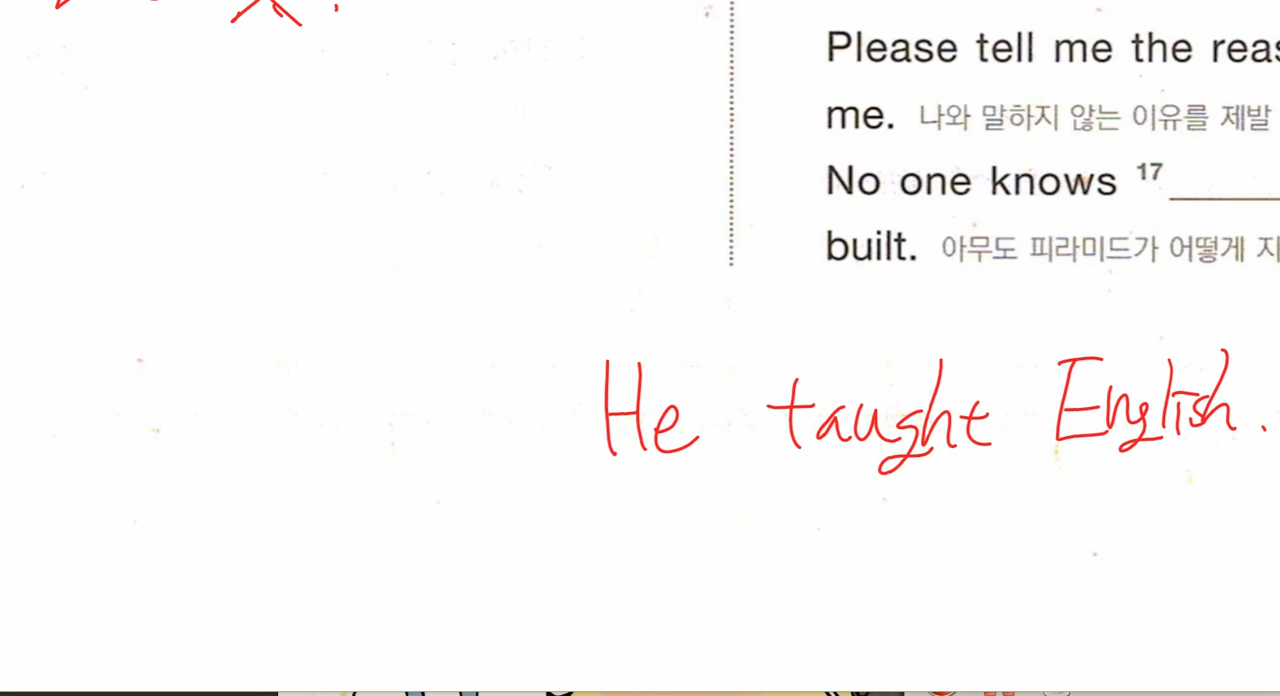 Please tell me the reas
me. 나와 말하지 않는 이유를 제발
No one knows 17
built. 아무도 피라미드가 어떻게 지
He taught English.